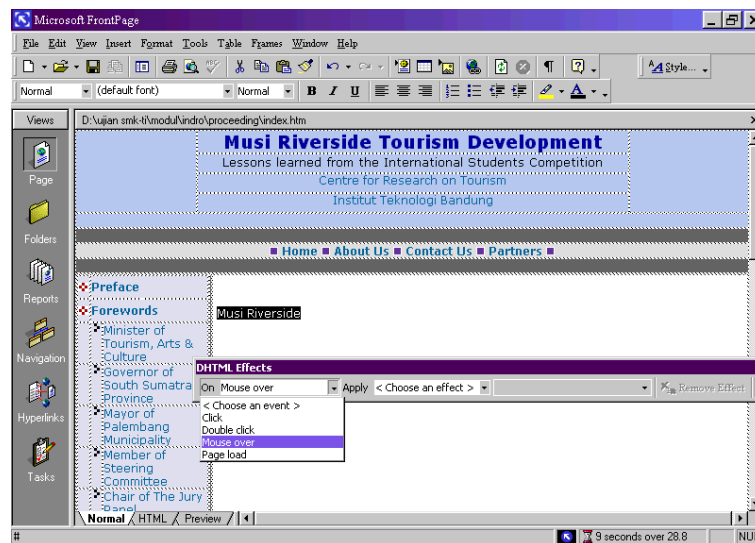 Microsoft FrontPage
File Edit View Insert Format Tools Table Frames Window Help
Style...
Normal (default font) Normal B I U A
Views D:\ujian smk-ti\modul\indro\proceeding\index.htm
Musi Riverside Tourism Development
Lessons learned from the International Students Competition
Centre for Research on Tourism
Institut Teknologi Bandung
Home About Us Contact Us Partners
Page
Folders
Reports
Navigation
Hyperlinks
Tasks
Preface
Forewords
Minister of
Tourism, Arts &
Culture
Governor of
South Sumatra
Province
Mayor of
Palembang
Municipality
Member of
Steering
Committee
Chair of The Jury
Panel
Musi Riverside
DHTML Effects
On Mouse over Apply < Choose an effect > Remove Effect
< Choose an event >
Click
Double click
Mouse over
Page load
Normal HTML Preview
# 9 seconds over 28.8 NU